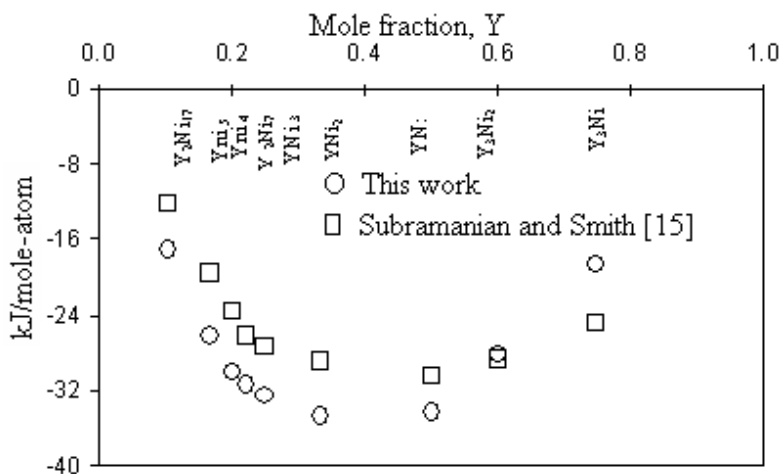 Mole fraction, Y
0.0 0.2 0.4 0.6 0.8 1.0
0
-8
-16
-24
-32
-40
kJ/mole-atom
Y₂Ni₁₇
Yni₅
Yni₄
Y₂Ni₇
YNi₃
YNi₂
YNi
Y₃Ni₂
Y₃Ni
This work
Subramanian and Smith [15]